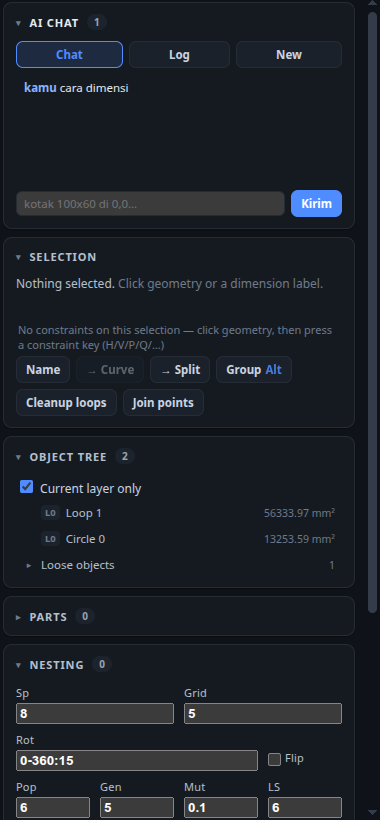 AI CHAT 1
Chat Log New
kamu cara dimensi
kotak 100x60 di 0,0... Kirim
SELECTION
Nothing selected. Click geometry or a dimension label.
No constraints on this selection — click geometry, then press
a constraint key (H/V/P/Q/...)
Name → Curve → Split Group Alt
Cleanup loops Join points
OBJECT TREE 2
Current layer only
L0 Loop 1 56333.97 mm²
L0 Circle 0 13253.59 mm²
Loose objects 1
PARTS 0
NESTING 0
Sp Grid
8 5
Rot
0-360:15 Flip
Pop Gen Mut LS
6 5 0.1 6